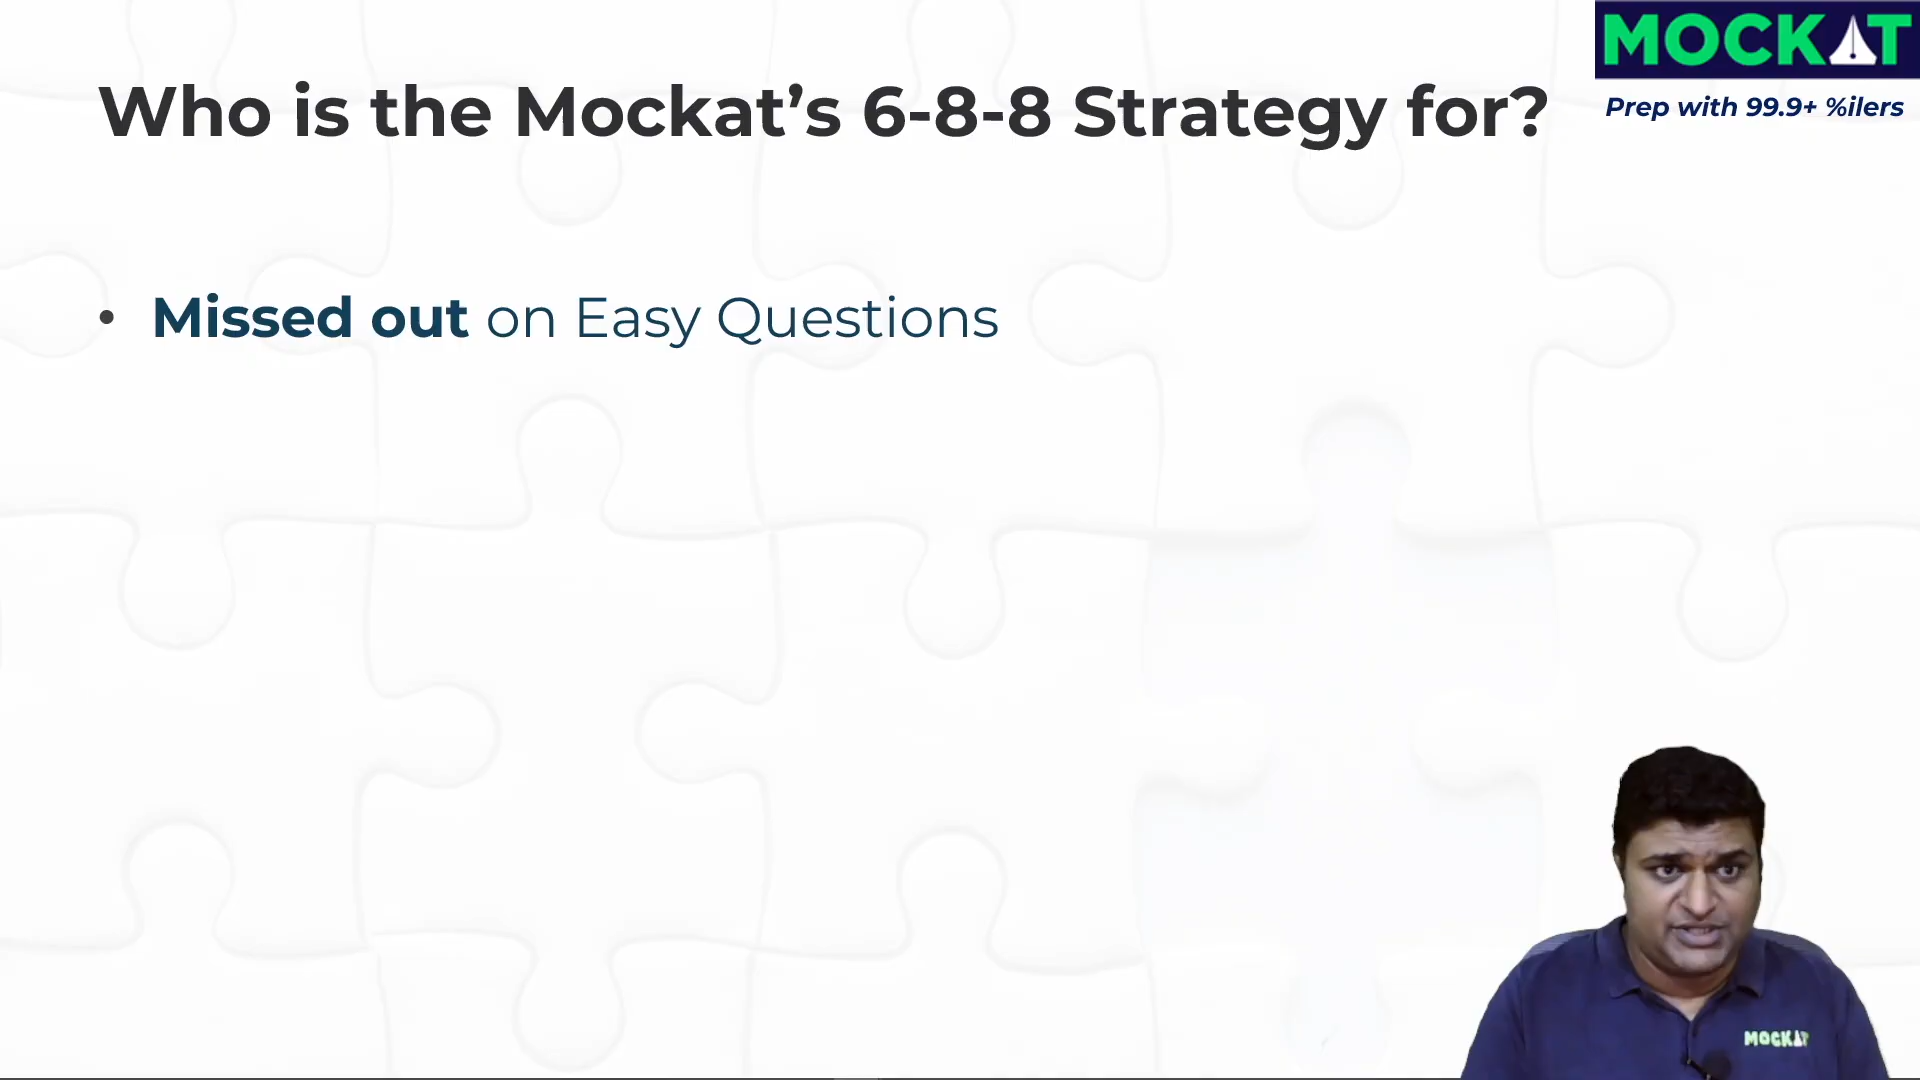 MOCKAT
Who is the Mockat’s 6-8-8 Strategy for?
Prep with 99.9+ %ilers
• Missed out on Easy Questions
MOCKAT